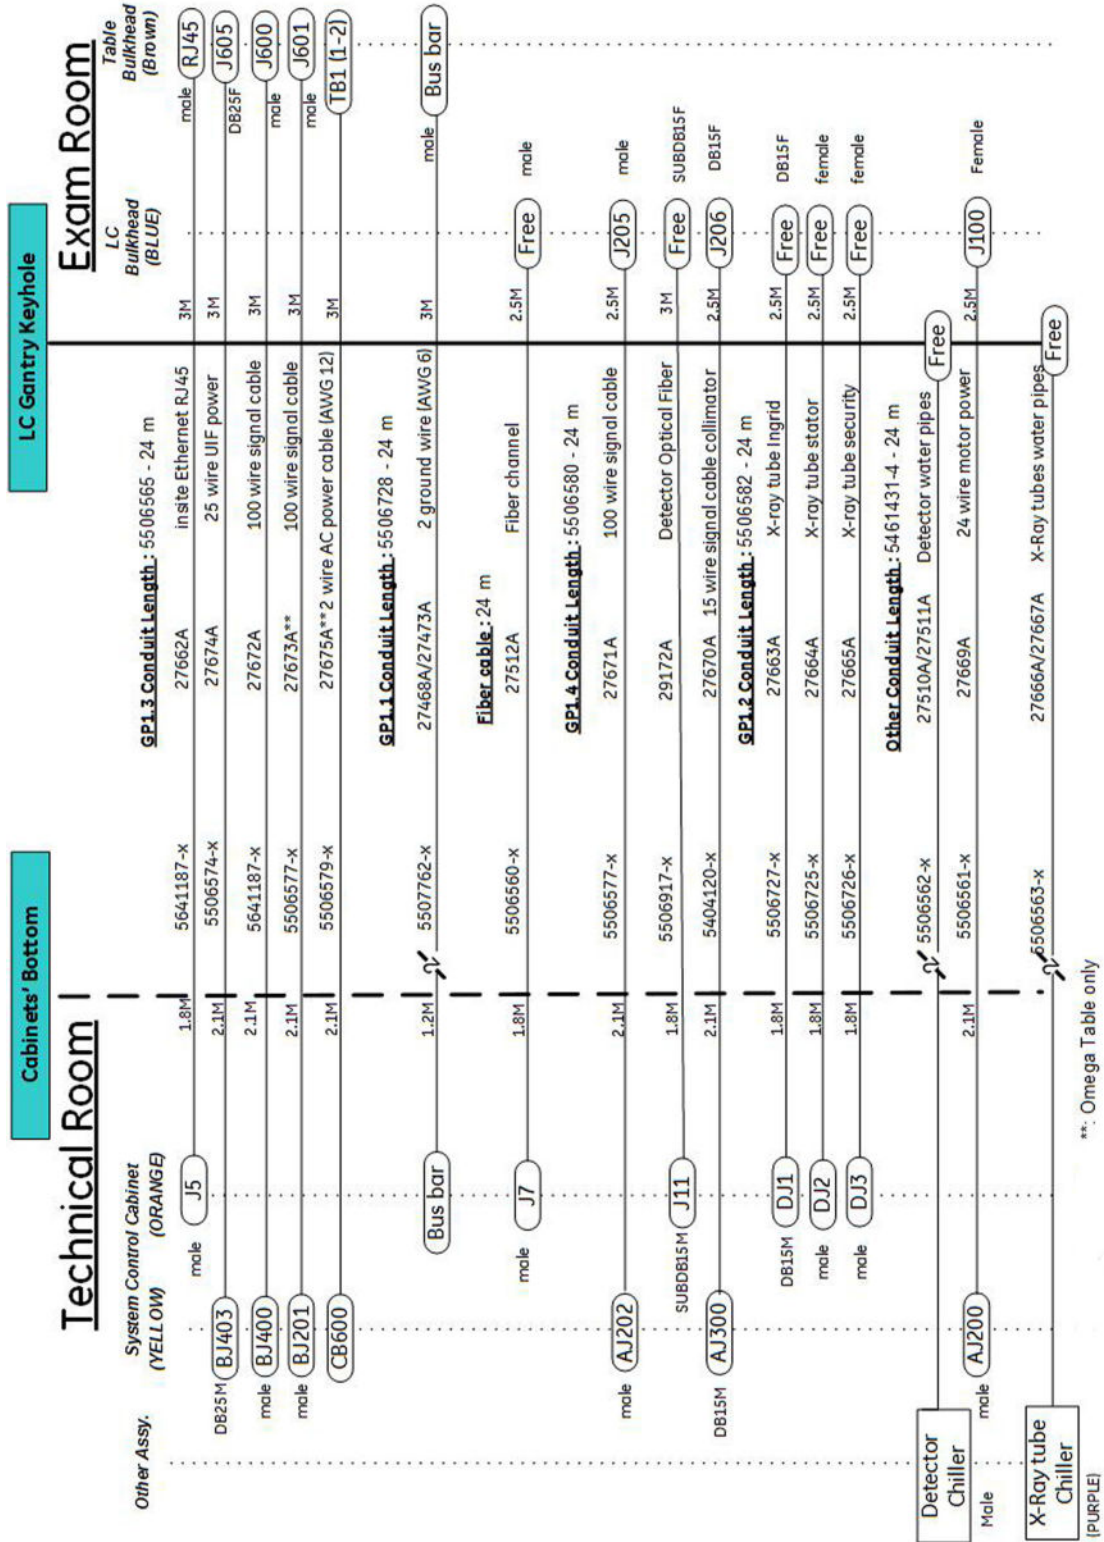 Cabinets' Bottom
LC Gantry Keyhole
Technical Room
Exam Room
Other Assy.
System Control Cabinet
(YELLOW) (ORANGE)
LC
Bulkhead
(BLUE)
Table
Bulkhead
(Brown)
GP1.3 Conduit Length : 5506565 - 24 m
male J5 1.8M 5641187-x 27662A insite Ethernet RJ45 3M male RJ45
DB25M BJ403 2.1M 5506574-x 27674A 25 wire UIF power 3M J605
DB25F
male BJ400 2.1M 5641187-x 27672A 100 wire signal cable 3M J600
male
male BJ201 2.1M 5506577-x 27673A** 100 wire signal cable 3M J601
male
CB600 2.1M 5506579-x 27675A** 2 wire AC power cable (AWG 12) 3M TB1 (1-2)
GP1.1 Conduit Length : 5506728 - 24 m
Bus bar 1.2M 5507762-x 27468A/27473A 2 ground wire (AWG 6) 3M male Bus bar
Fiber cable : 24 m
male J7 1.8M 5506560-x 27512A Fiber channel 2.5M Free male
GP1.4 Conduit Length : 5506580 - 24 m
male AJ202 2.1M 5506577-x 27671A 100 wire signal cable 2.5M J205 male
SUBDB15M J11 1.8M 5506917-x 29172A Detector Optical Fiber 3M Free SUBDB15F
DB15M AJ300 2.1M 5404120-x 27670A 15 wire signal cable collimator 2.5M J206 DB15F
GP1.2 Conduit Length : 5506582 - 24 m
DB15M DJ1 1.8M 5506727-x 27663A X-ray tube Ingrid 2.5M Free DB15F
male DJ2 1.8M 5506725-x 27664A X-ray tube stator 2.5M Free female
male DJ3 1.8M 5506726-x 27665A X-ray tube security 2.5M Free female
Other Conduit Length : 5461431-4 - 24 m
Detector
Chiller
5506562-x 27510A/27511A Detector water pipes Free
Male
male AJ200 2.1M 5506561-x 27669A 24 wire motor power 2.5M J100 Female
X-Ray tube
Chiller
5506563-x 27666A/27667A X-Ray tubes water pipes Free
(PURPLE)
**: Omega Table only